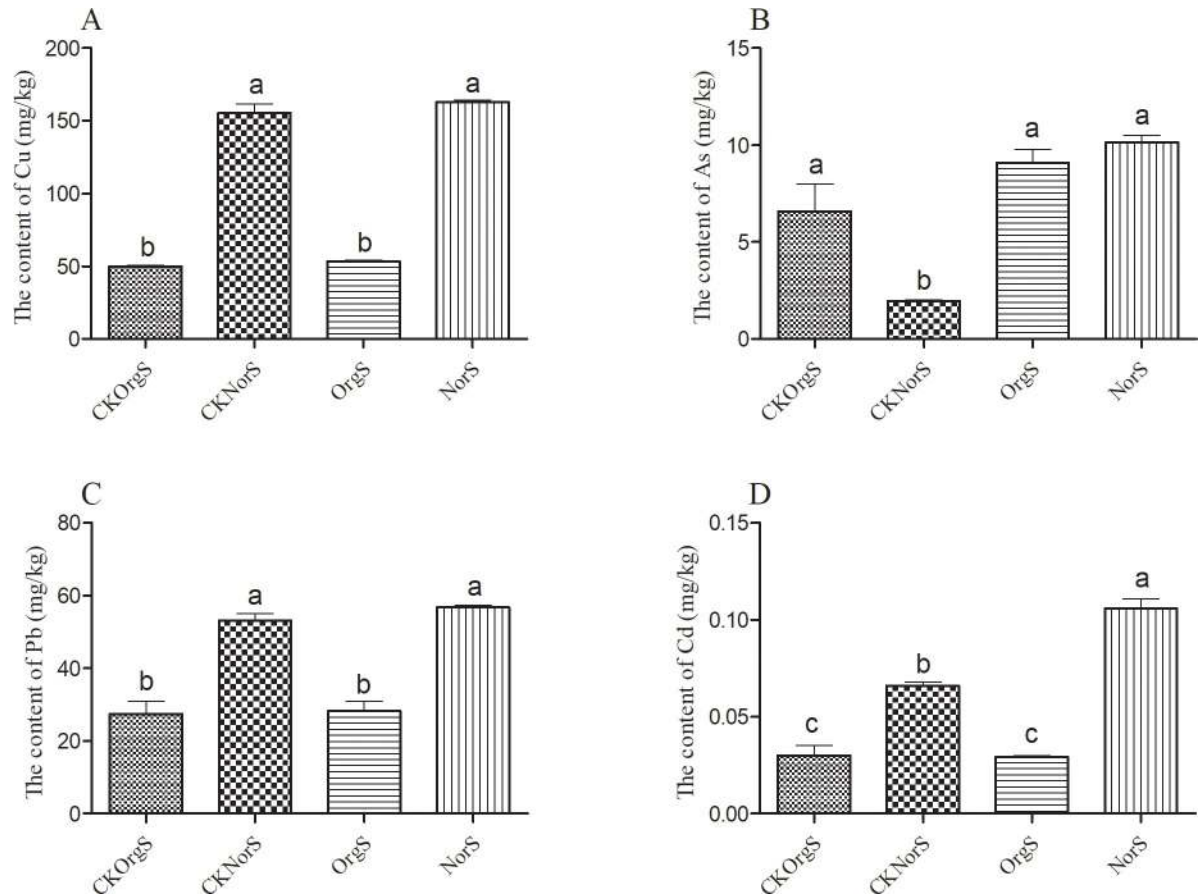 A
The content of Cu (mg/kg)
200
150
100
50
0
b
a
b
a
CKOrgS
CKNorS
OrgS
NorS
B
The content of As (mg/kg)
15
10
5
0
a
b
a
a
CKOrgS
CKNorS
OrgS
NorS
C
The content of Pb (mg/kg)
80
60
40
20
0
b
a
b
a
CKOrgS
CKNorS
OrgS
NorS
D
The content of Cd (mg/kg)
0.15
0.10
0.05
0.00
c
b
c
a
CKOrgS
CKNorS
OrgS
NorS